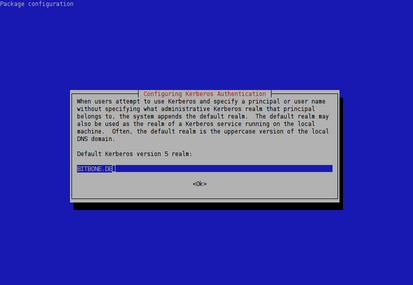 Package configuration
Configuring Kerberos Authentication
When users attempt to use Kerberos and specify a principal or user name
without specifying what administrative Kerberos realm that principal
belongs to, the system appends the default realm.  The default realm may
also be used as the realm of a Kerberos service running on the local
machine.  Often, the default realm is the uppercase version of the local
DNS domain.
Default Kerberos version 5 realm:
BITBONE.DE
<Ok>